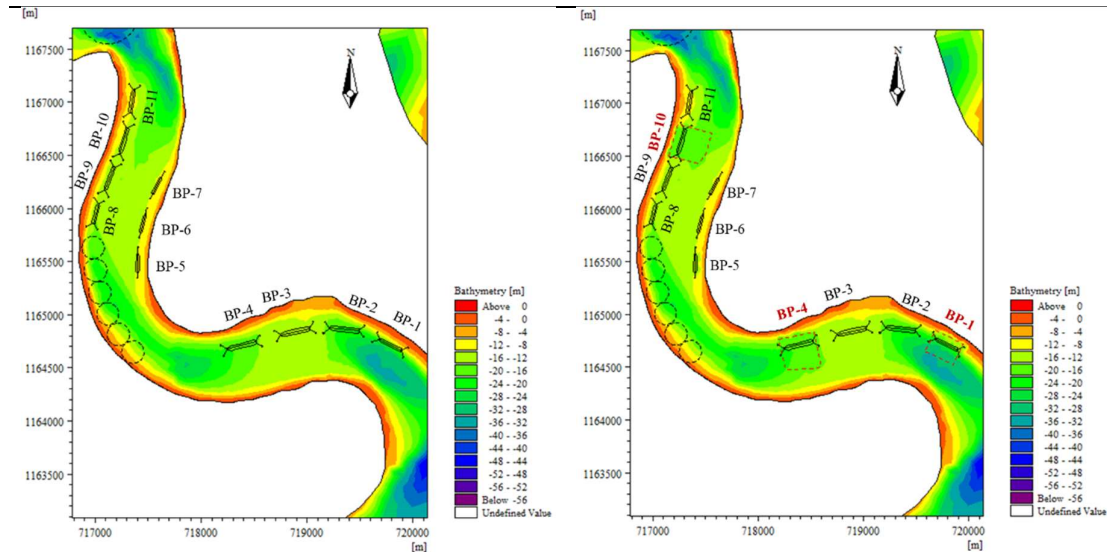 [m]
1167500
1167000
1166500
1166000
1165500
1165000
1164500
1164000
1163500
717000
718000
719000
720000
[m]
N
BP-11
BP-10
BP-9
BP-8
BP-7
BP-6
BP-5
BP-4
BP-3
BP-2
BP-1
Bathymetry [m]
Above 0
-4 - 0
-8 - -4
-12 - -8
-16 - -12
-20 - -16
-24 - -20
-28 - -24
-32 - -28
-36 - -32
-40 - -36
-44 - -40
-48 - -44
-52 - -48
-56 - -52
Below -56
Undefined Value
[m]
1167500
1167000
1166500
1166000
1165500
1165000
1164500
1164000
1163500
717000
718000
719000
720000
[m]
N
BP-11
BP-10
BP-9
BP-8
BP-7
BP-6
BP-5
BP-4
BP-3
BP-2
BP-1
Bathymetry [m]
Above 0
-4 - 0
-8 - -4
-12 - -8
-16 - -12
-20 - -16
-24 - -20
-28 - -24
-32 - -28
-36 - -32
-40 - -36
-44 - -40
-48 - -44
-52 - -48
-56 - -52
Below -56
Undefined Value